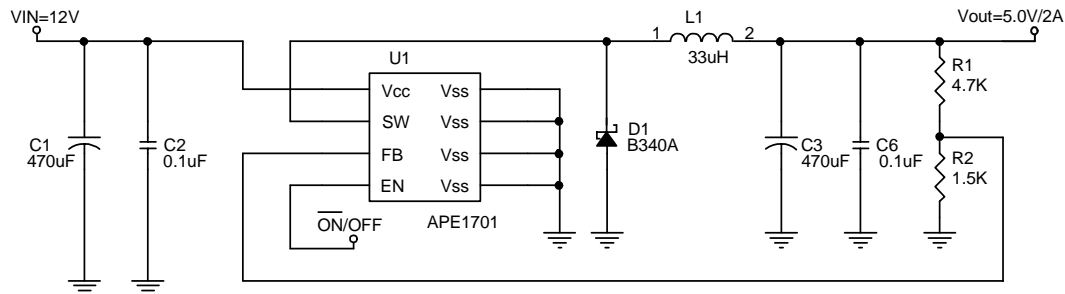 VIN=12V
L1
Vout=5.0V/2A
1
2
33uH
U1
R1
4.7K
Vcc
Vss
SW
Vss
FB
Vss
EN
Vss
APE1701
ON/OFF
C1
470uF
C2
0.1uF
D1
B340A
C3
470uF
C6
0.1uF
R2
1.5K